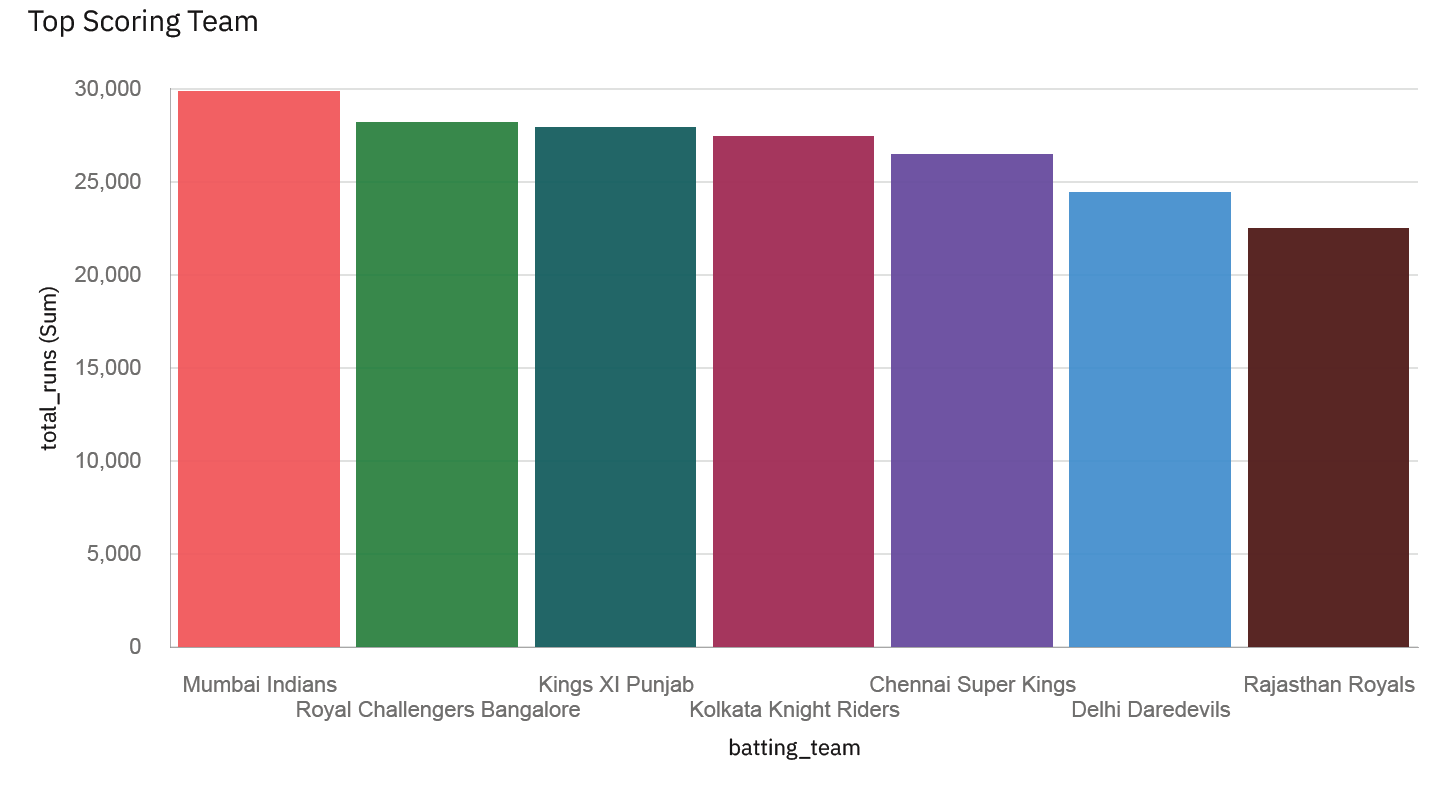 Top Scoring Team
30,000
25,000
20,000
15,000
10,000
5,000
0
total_runs (Sum)
Mumbai Indians
Kings XI Punjab
Chennai Super Kings
Rajasthan Royals
Royal Challengers Bangalore
Kolkata Knight Riders
Delhi Daredevils
batting_team